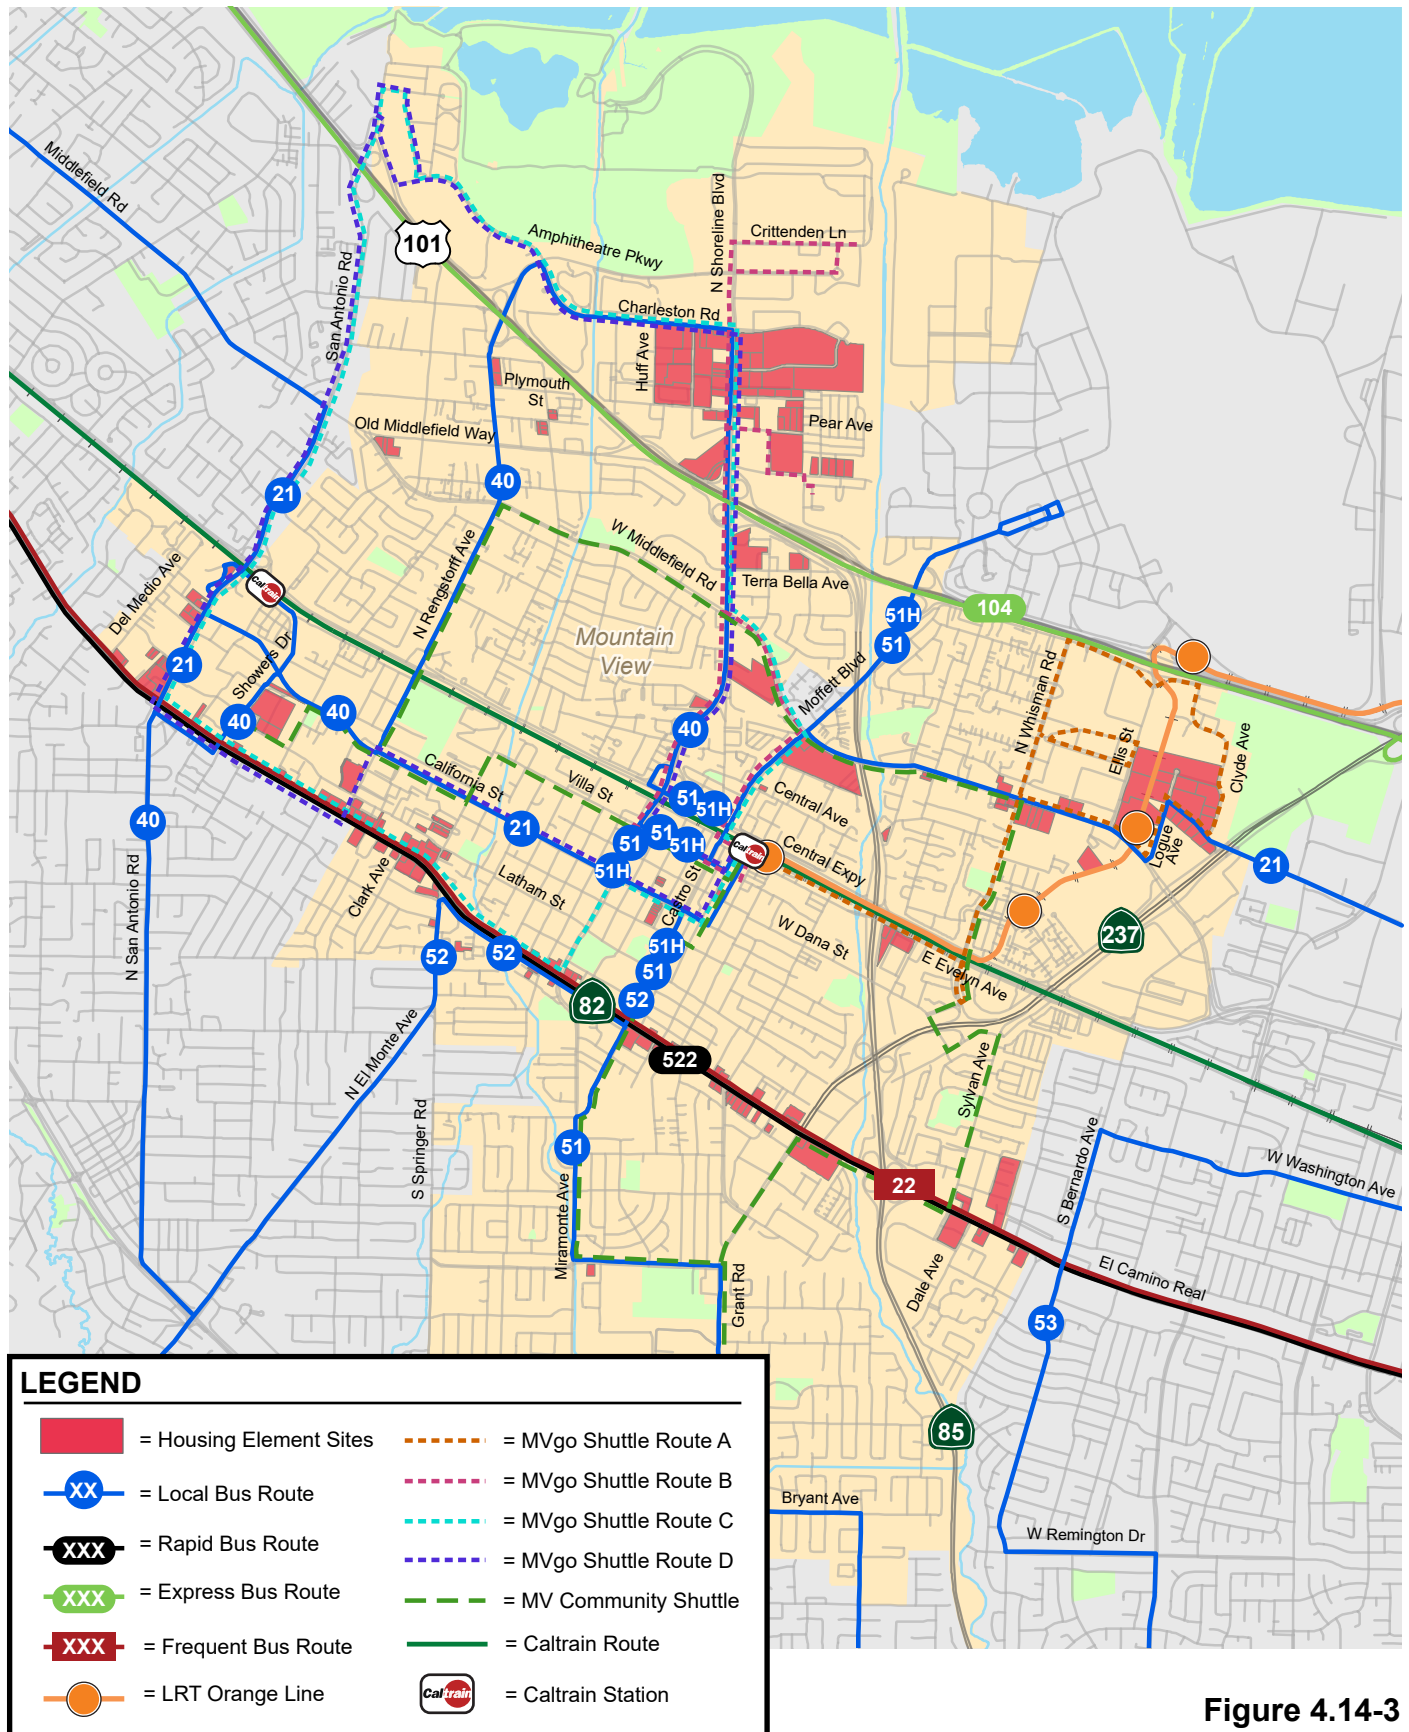 Middlefield Rd
101
San Antonio Rd
Amphitheatre Pkwy
N Shoreline Blvd
Crittenden Ln
Charleston Rd
Huff Ave
Plymouth
St
Old Middlefield Way
Pear Ave
40
21
W Middlefield Rd
Terra Bella Ave
N Rengstorff Ave
Del Medio Ave
Caltrain
51H
51
104
Mountain
View
21
Showers Dr
40
40
40
Moffett Blvd
N Whisman Rd
Ellis St
Clyde Ave
California St
Villa St
51
51H
Central Ave
40
21
51
51
51H
51H
Caltrain
Central Expy
Logue
Ave
21
Clark Ave
Latham St
Castro St
W Dana St
237
N San Antonio Rd
52
52
51H
51
52
E Evelyn Ave
82
522
N El Monte Ave
Sylvan Ave
S Springer Rd
51
Miramonte Ave
22
S Bernardo Ave
W Washington Ave
Grant Rd
Dale Ave
El Camino Real
53
85
Bryant Ave
W Remington Dr
LEGEND
= Housing Element Sites
XX = Local Bus Route
XXX = Rapid Bus Route
XXX = Express Bus Route
XXX = Frequent Bus Route
= LRT Orange Line
= MVgo Shuttle Route A
= MVgo Shuttle Route B
= MVgo Shuttle Route C
= MVgo Shuttle Route D
= MV Community Shuttle
= Caltrain Route
Caltrain = Caltrain Station
Figure 4.14-3